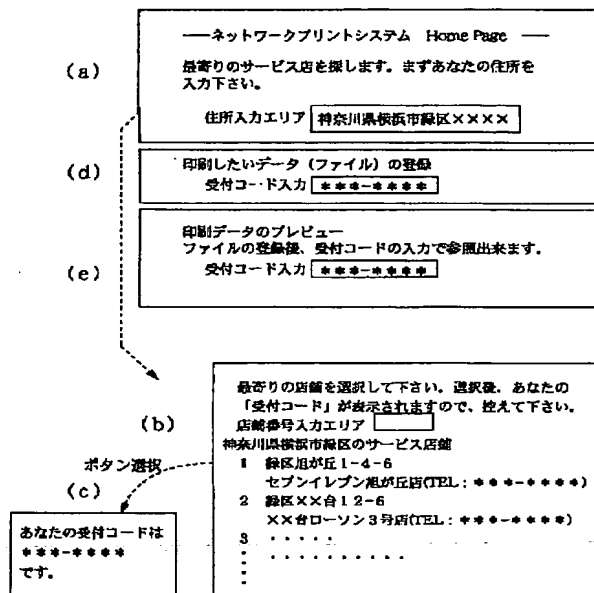 ──ネットワークプリントシステム Home Page ──
(a)
最寄りのサービス店を探します。まずあなたの住所を
入力下さい。
住所入力エリア 神奈川県横浜市緑区××××
(d)
印刷したいデータ(ファイル)の登録
受付コード入力 ***-****
印刷データのプレビュー
ファイルの登録後、受付コードの入力で参照出来ます。
(e)
受付コード入力 ***-****
最寄りの店舗を選択して下さい。選択後、あなたの
「受付コード」が表示されますので、控えて下さい。
(b)
店舗番号入力エリア
神奈川県横浜市緑区のサービス店舗
1 緑区旭が丘1-4-6
ボタン選択
セブンイレブン旭が丘店(TEL:***-****)
(c)
2 緑区××台12-6
××台ローソン3号店(TEL:***-****)
3 ・・・・・
・ ・・・・・・・・・・
あなたの受付コードは
***-****
です。